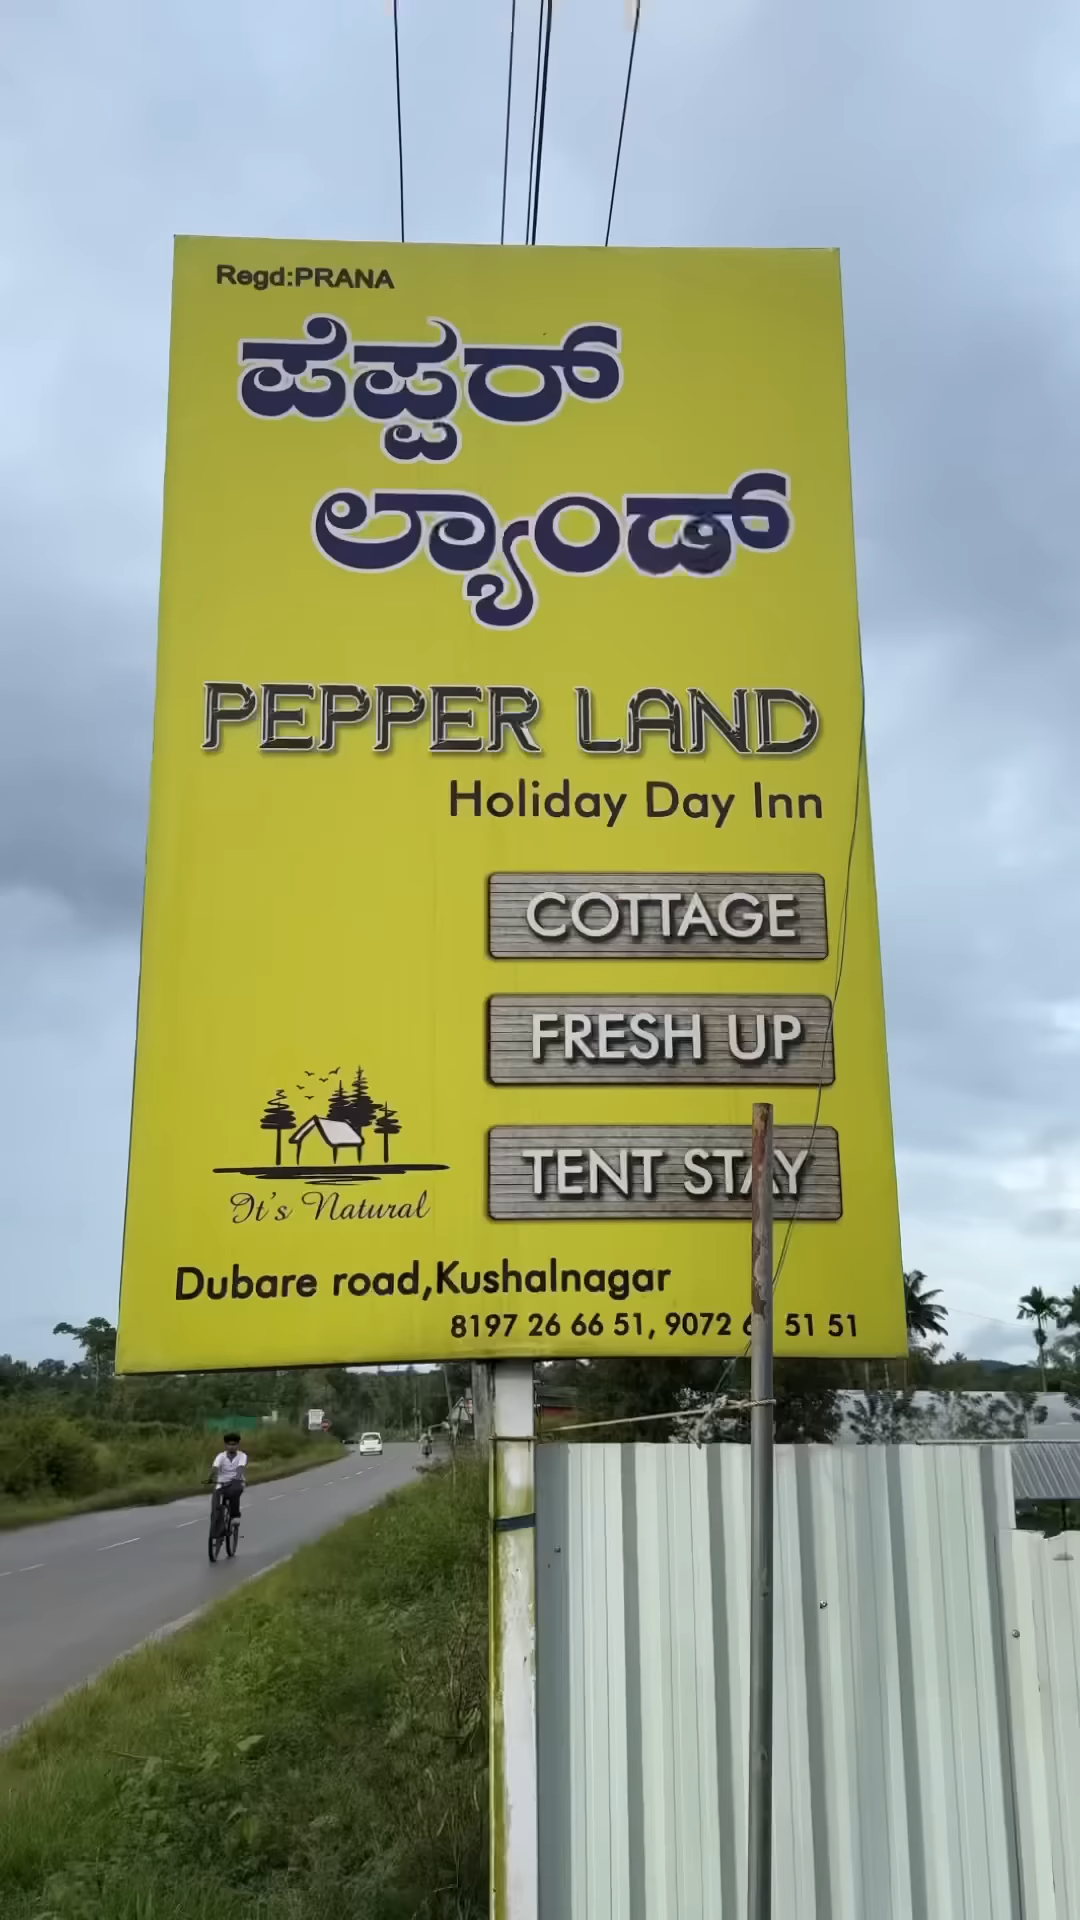 Regd:PRANA
ಪೆಪ್ಪರ್
ಲ್ಯಾಂಡ್
PEPPER LAND
Holiday Day Inn
COTTAGE
FRESH UP
TENT STAY
It's Natural
Dubare road,Kushalnagar
8197 26 66 51, 9072 51 51